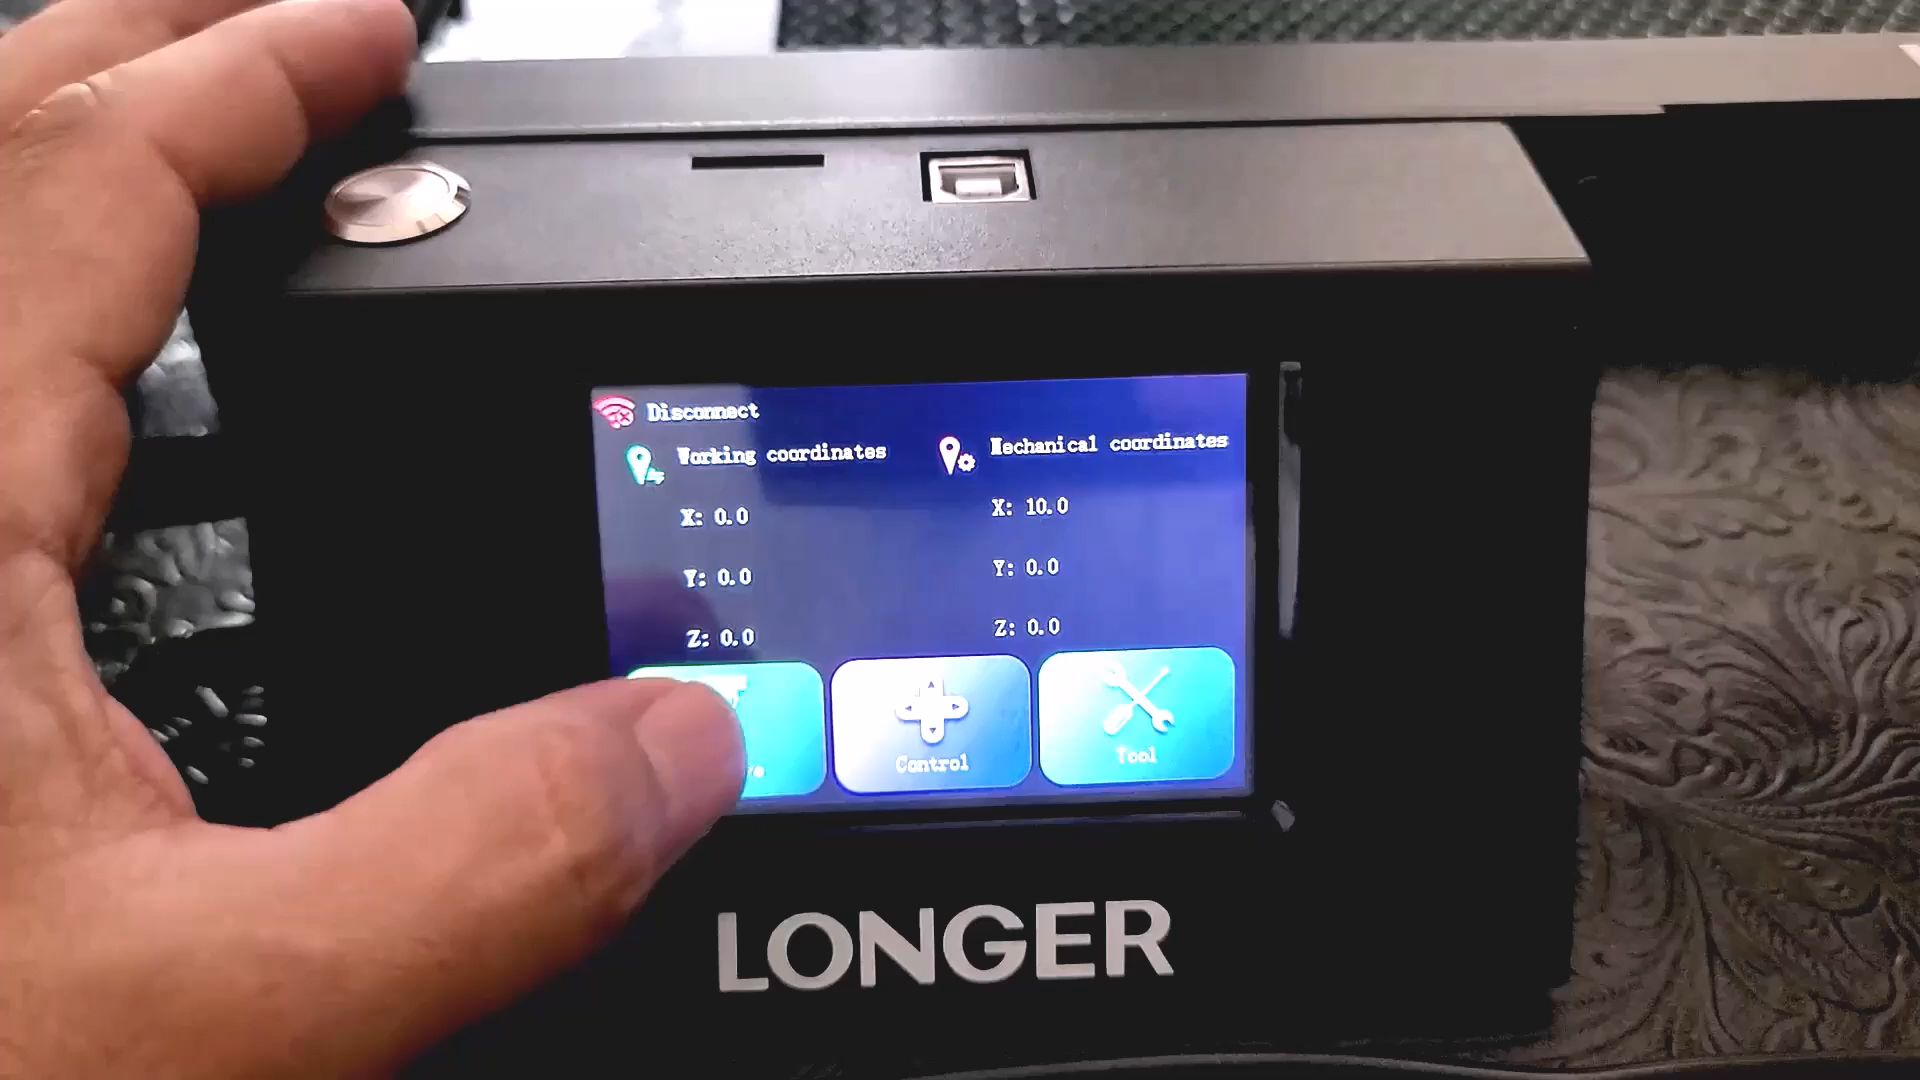 Disconnect
Working coordinates
Mechanical coordinates
X: 0.0
X: 10.0
Y: 0.0
Y: 0.0
Z: 0.0
Z: 0.0
Control
Tool
LONGER